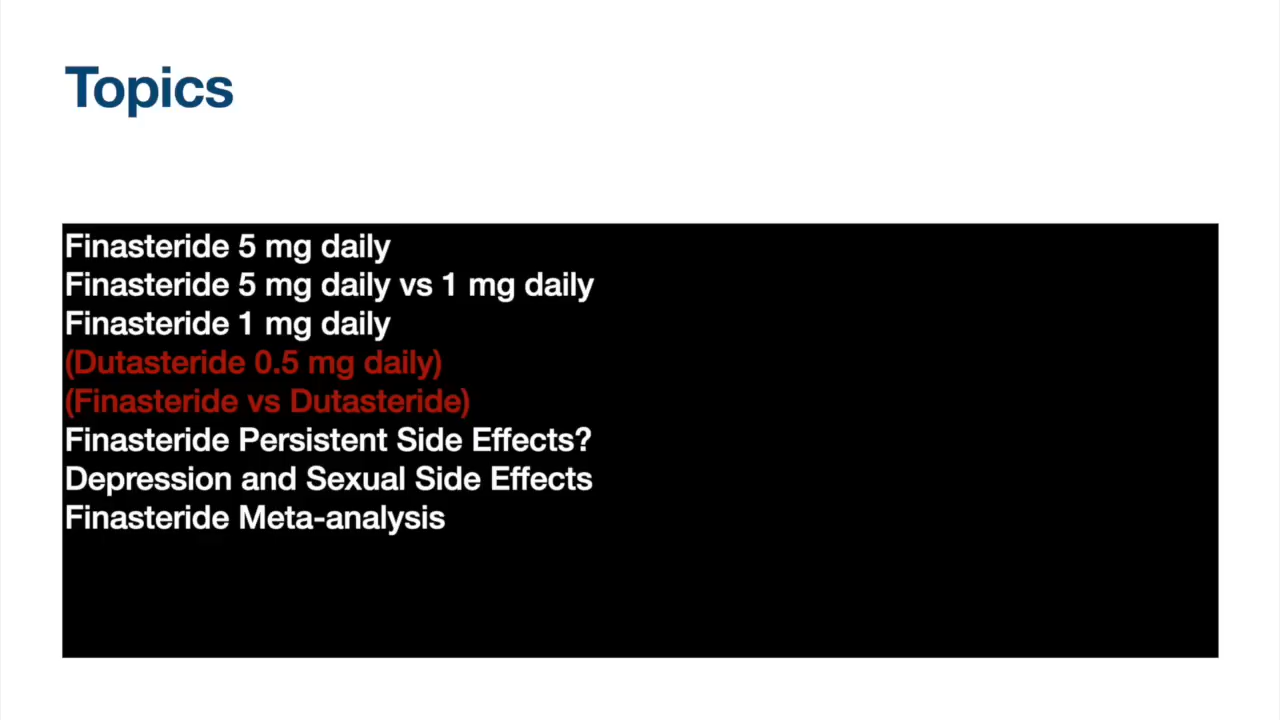 Topics
Finasteride 5 mg daily
Finasteride 5 mg daily vs 1 mg daily
Finasteride 1 mg daily
(Dutasteride 0.5 mg daily)
(Finasteride vs Dutasteride)
Finasteride Persistent Side Effects?
Depression and Sexual Side Effects
Finasteride Meta-analysis